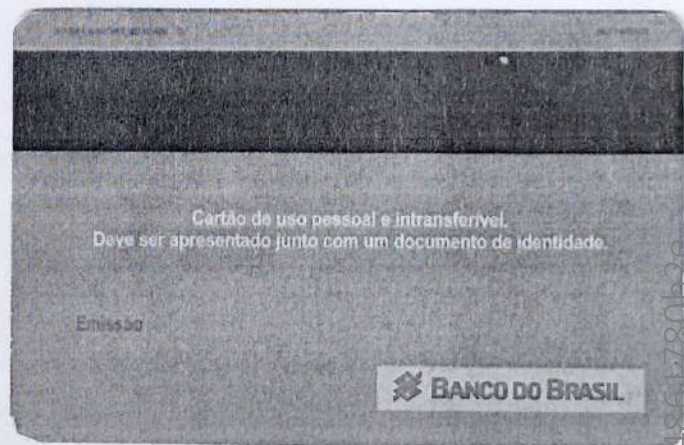 Cartão de uso pessoal e intransferível.
Deve ser apresentado junto com um documento de identidade.
Emissão
BANCO DO BRASIL